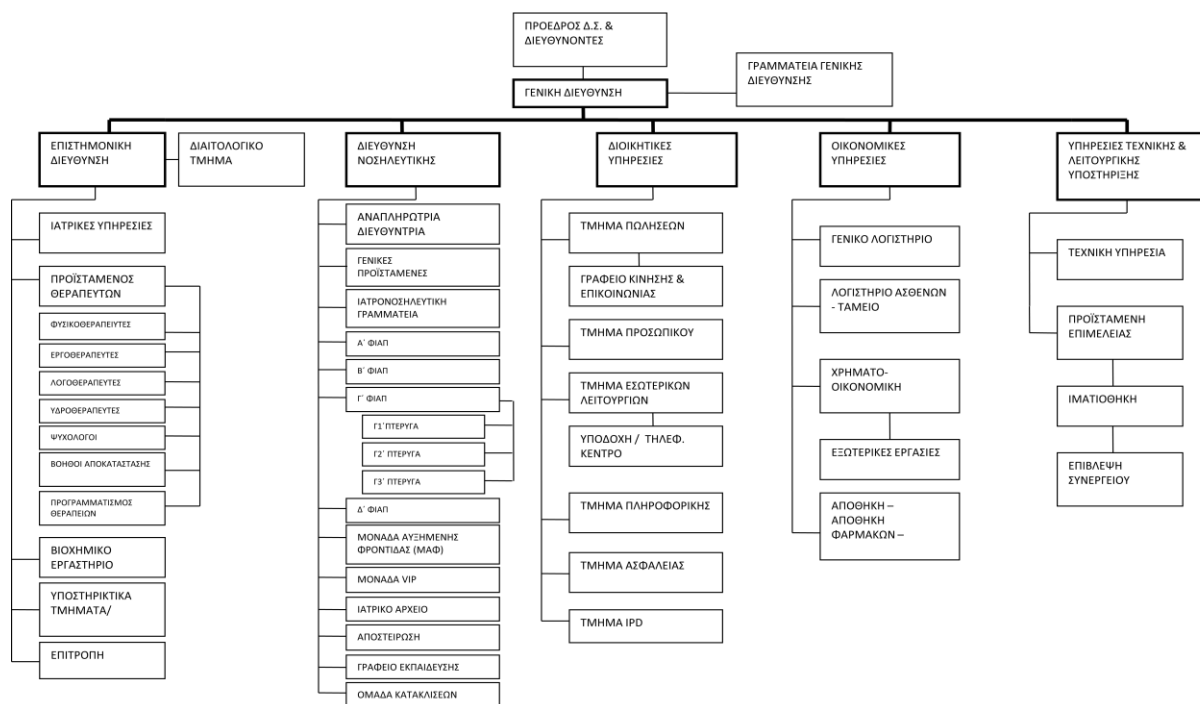 ΠΡΟΕΔΡΟΣ Δ.Σ. &
ΔΙΕΥΘΥΝΟΝΤΕΣ
ΓΡΑΜΜΑΤΕΙΑ ΓΕΝΙΚΗΣ
ΔΙΕΥΘΥΝΣΗΣ
ΓΕΝΙΚΗ ΔΙΕΥΘΥΝΣΗ
ΕΠΙΣΤΗΜΟΝΙΚΗ
ΔΙΕΥΘΥΝΣΗ
ΔΙΑΙΤΟΛΟΓΙΚΟ
ΤΜΗΜΑ
ΙΑΤΡΙΚΕΣ ΥΠΗΡΕΣΙΕΣ
ΠΡΟΪΣΤΑΜΕΝΟΣ
ΘΕΡΑΠΕΥΤΩΝ
ΦΥΣΙΚΟΘΕΡΑΠΕΙΥΤΕΣ
ΕΡΓΟΘΕΡΑΠΕΥΤΕΣ
ΛΟΓΟΘΕΡΑΠΕΥΤΕΣ
ΥΔΡΟΘΕΡΑΠΕΥΤΕΣ
ΨΥΧΟΛΟΓΟΙ
ΒΟΗΘΟΙ ΑΠΟΚΑΤΑΣΤΑΣΗΣ
ΠΡΟΓΡΑΜΜΑΤΙΣΜΟΣ
ΘΕΡΑΠΕΙΩΝ
ΒΙΟΧΗΜΙΚΟ
ΕΡΓΑΣΤΗΡΙΟ
ΥΠΟΣΤΗΡΙΚΤΙΚΑ
ΤΜΗΜΑΤΑ/
ΕΠΙΤΡΟΠΗ
ΔΙΕΥΘΥΝΣΗ
ΝΟΣΗΛΕΥΤΙΚΗΣ
ΑΝΑΠΛΗΡΩΤΡΙΑ
ΔΙΕΥΘΥΝΤΡΙΑ
ΓΕΝΙΚΕΣ
ΠΡΟΪΣΤΑΜΕΝΕΣ
ΙΑΤΡΟΝΟΣΗΛΕΥΤΙΚΗ
ΓΡΑΜΜΑΤΕΙΑ
Α΄ ΦΙΑΠ
Β΄ ΦΙΑΠ
Γ΄ ΦΙΑΠ
Γ1΄ΠΤΕΡΥΓΑ
Γ2΄ ΠΤΕΡΥΓΑ
Γ3΄ ΠΤΕΡΥΓΑ
Δ΄ ΦΙΑΠ
ΜΟΝΑΔΑ ΑΥΞΗΜΕΝΗΣ
ΦΡΟΝΤΙΔΑΣ (ΜΑΦ)
ΜΟΝΑΔΑ VIP
ΙΑΤΡΙΚΟ ΑΡΧΕΙΟ
ΑΠΟΣΤΕΙΡΩΣΗ
ΓΡΑΦΕΙΟ ΕΚΠΑΙΔΕΥΣΗΣ
ΟΜΑΔΑ ΚΑΤΑΚΛΙΣΕΩΝ
ΔΙΟΙΚΗΤΙΚΕΣ
ΥΠΗΡΕΣΙΕΣ
ΤΜΗΜΑ ΠΩΛΗΣΕΩΝ
ΓΡΑΦΕΙΟ ΚΙΝΗΣΗΣ &
ΕΠΙΚΟΙΝΩΝΙΑΣ
ΤΜΗΜΑ ΠΡΟΣΩΠΙΚΟΥ
ΤΜΗΜΑ ΕΣΩΤΕΡΙΚΩΝ
ΛΕΙΤΟΥΡΓΙΩΝ
ΥΠΟΔΟΧΗ / ΤΗΛΕΦ.
ΚΕΝΤΡΟ
ΤΜΗΜΑ ΠΛΗΡΟΦΟΡΙΚΗΣ
ΤΜΗΜΑ ΑΣΦΑΛΕΙΑΣ
ΤΜΗΜΑ IPD
ΟΙΚΟΝΟΜΙΚΕΣ
ΥΠΗΡΕΣΙΕΣ
ΓΕΝΙΚΟ ΛΟΓΙΣΤΗΡΙΟ
ΛΟΓΙΣΤΗΡΙΟ ΑΣΘΕΝΩΝ
- ΤΑΜΕΙΟ
ΧΡΗΜΑΤΟ-
ΟΙΚΟΝΟΜΙΚΗ
ΕΞΩΤΕΡΙΚΕΣ ΕΡΓΑΣΙΕΣ
ΑΠΟΘΗΚΗ –
ΑΠΟΘΗΚΗ
ΦΑΡΜΑΚΩΝ –
ΥΠΗΡΕΣΙΕΣ ΤΕΧΝΙΚΗΣ &
ΛΕΙΤΟΥΡΓΙΚΗΣ
ΥΠΟΣΤΗΡΙΞΗΣ
ΤΕΧΝΙΚΗ ΥΠΗΡΕΣΙΑ
ΠΡΟΪΣΤΑΜΕΝΗ
ΕΠΙΜΕΛΕΙΑΣ
ΙΜΑΤΙΟΘΗΚΗ
ΕΠΙΒΛΕΨΗ
ΣΥΝΕΡΓΕΙΟΥ